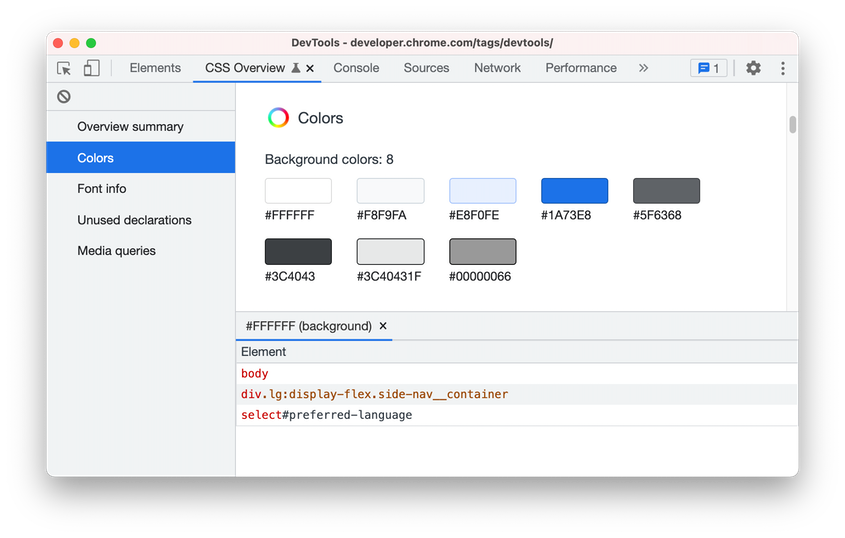 DevTools - developer.chrome.com/tags/devtools/
Elements CSS Overview Console Sources Network Performance 1
Overview summary
Colors
Font info
Unused declarations
Media queries
Colors
Background colors: 8
#FFFFFF #F8F9FA #E8F0FE #1A73E8 #5F6368
#3C4043 #3C40431F #00000066
#FFFFFF (background)
Element
body
div.lg:display-flex.side-nav__container
select#preferred-language